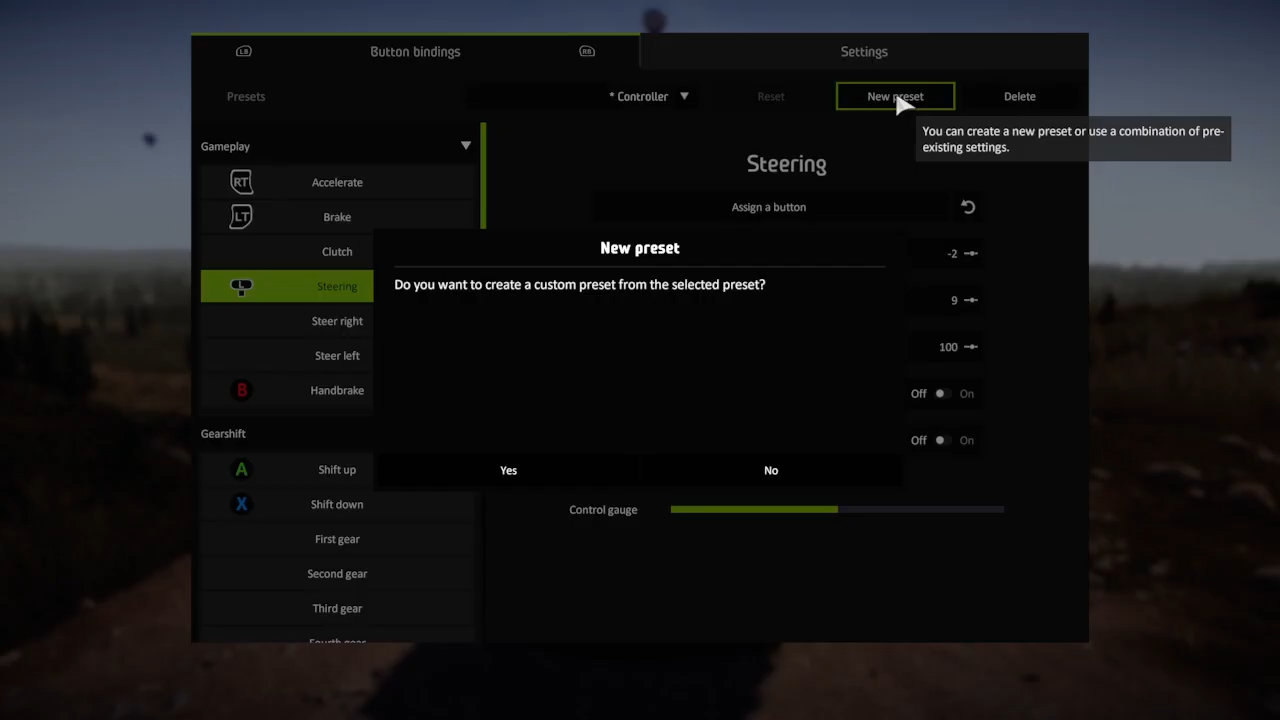 LB
Button bindings
RB
Settings
Presets
* Controller
Reset
New preset
Delete
You can create a new preset or use a combination of pre-
existing settings.
Gameplay
RT
Accelerate
LT
Brake
Clutch
L
Steering
Steer right
Steer left
B
Handbrake
Gearshift
A
Shift up
X
Shift down
First gear
Second gear
Third gear
Fourth gear
Steering
Assign a button
-2
9
100
Off
On
Off
On
New preset
Do you want to create a custom preset from the selected preset?
Yes
No
Control gauge